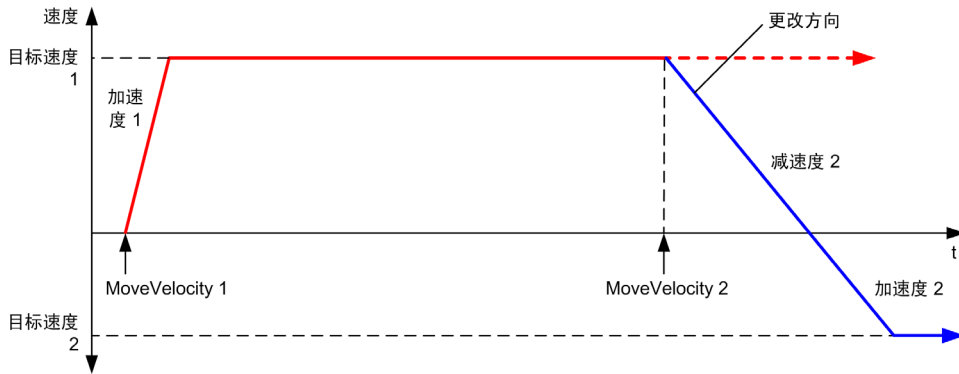 速度
更改方向
目标速度
1
加速
度 1
减速度 2
t
MoveVelocity 1
MoveVelocity 2
加速度 2
目标速度
2